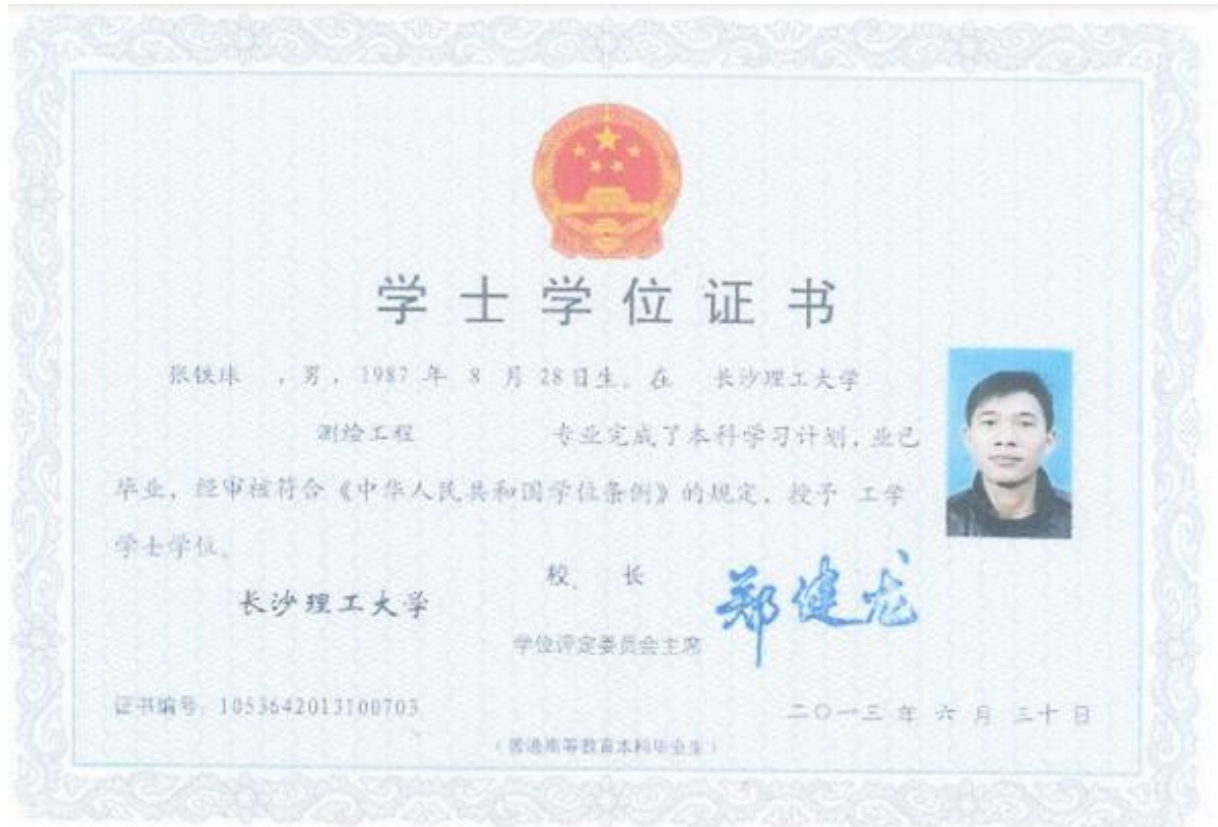 学士学位证书
张铁球 ，男，1987 年 8 月 28日生。在 长沙理工大学
测绘工程 专业完成了本科学习计划，业已
毕业，经审核符合《中华人民共和国学位条例》的规定，授予 工学
学士学位。
校 长 郑健龙
长沙理工大学
学位评定委员会主席
证书编号：1053642013100703
二〇一三 年 六 月 三十 日
（普通高等教育本科毕业生）